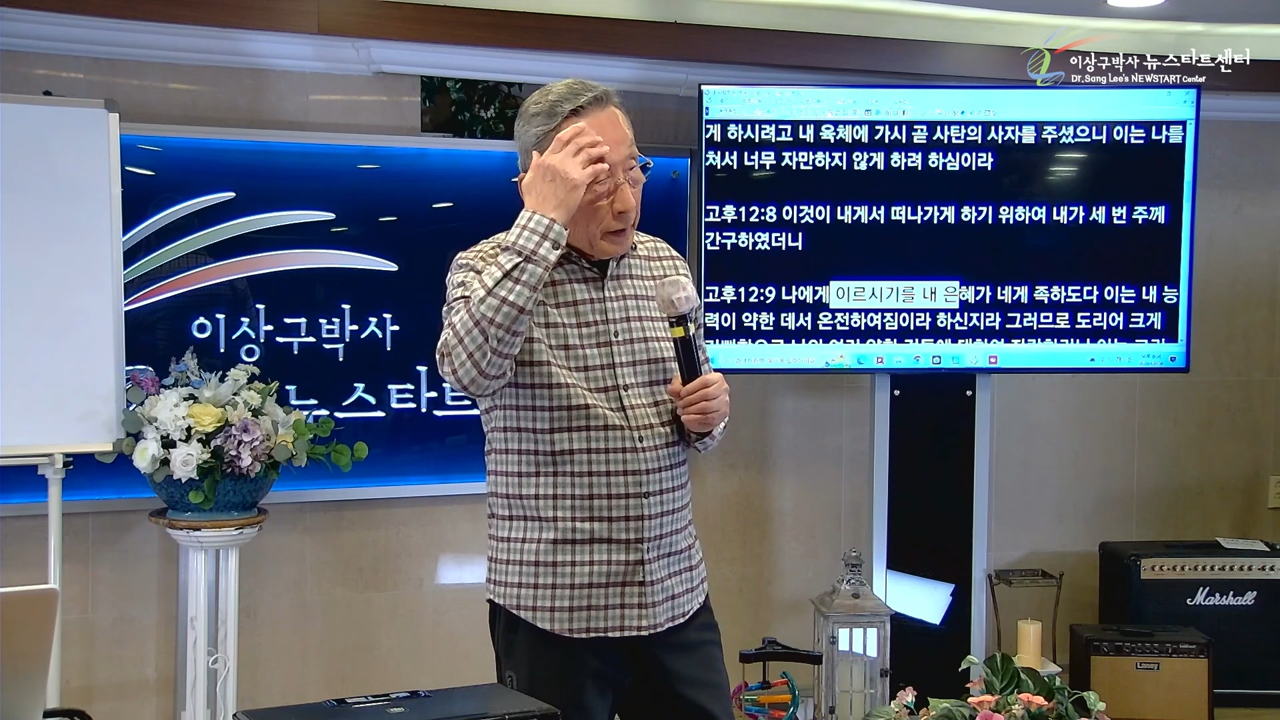 이상구박사 뉴스타트센터
Dr. Sang Lee's NEWSTART Center
게 하시려고 내 육체에 가시 곧 사탄의 사자를 주셨으니 이는 나를
쳐서 너무 자만하지 않게 하려 하심이라
고후12:8 이것이 내게서 떠나가게 하기 위하여 내가 세 번 주께
간구하였더니
고후12:9 나에게 이르시기를 내 은혜가 네게 족하도다 이는 내 능
력이 약한 데서 온전하여짐이라 하신지라 그러므로 도리어 크게
이상구박사
뉴스타트
Marshall
Laney